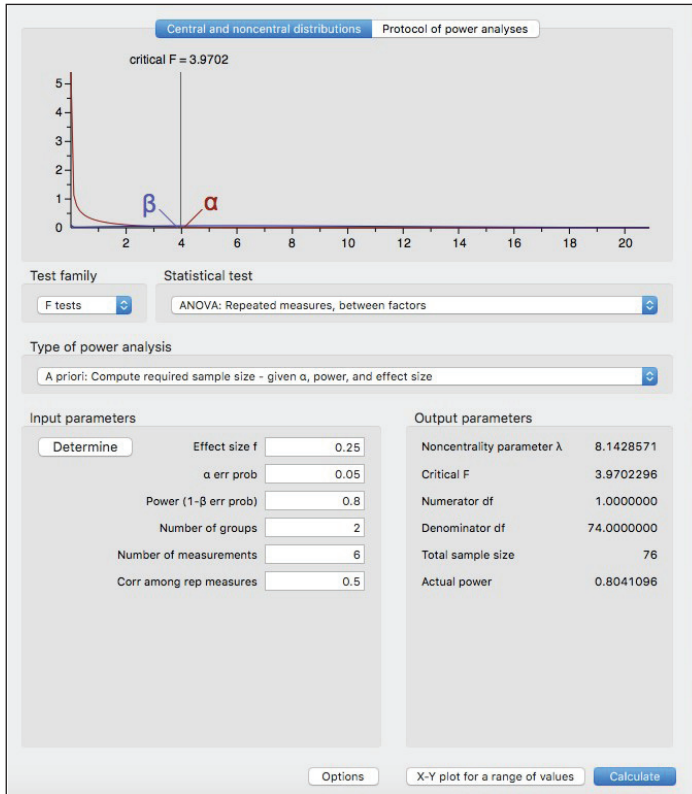 Central and noncentral distributions Protocol of power analyses
critical F = 3.9702
5
4
3
2
1
0
β α
2 4 6 8 10 12 14 16 18 20
Test family Statistical test
F tests ANOVA: Repeated measures, between factors
Type of power analysis
A priori: Compute required sample size - given α, power, and effect size
Input parameters Output parameters
Determine Effect size f 0.25 Noncentrality parameter λ 8.1428571
α err prob 0.05 Critical F 3.9702296
Power (1-β err prob) 0.8 Numerator df 1.0000000
Number of groups 2 Denominator df 74.0000000
Number of measurements 6 Total sample size 76
Corr among rep measures 0.5 Actual power 0.8041096
Options X-Y plot for a range of values Calculate